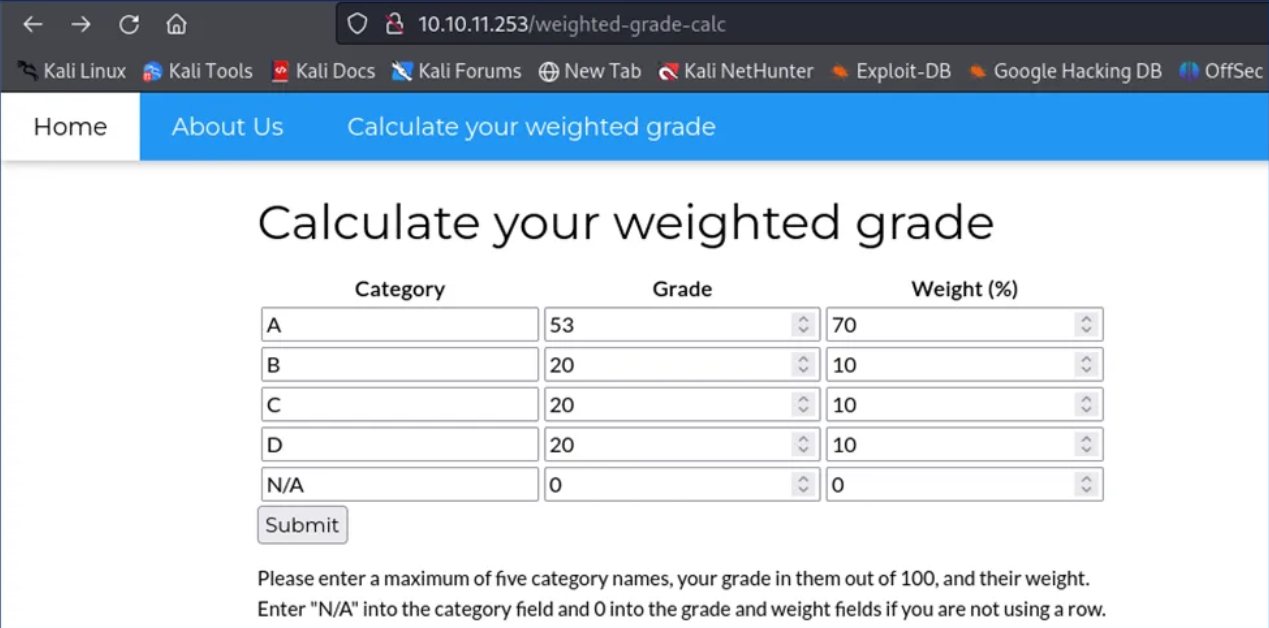 10.10.11.253/weighted-grade-calc
Kali Linux Kali Tools Kali Docs Kali Forums New Tab Kali NetHunter Exploit-DB Google Hacking DB OffSec
Home About Us Calculate your weighted grade
Calculate your weighted grade
Category Grade Weight (%)
A 53 70
B 20 10
C 20 10
D 20 10
N/A 0 0
Submit
Please enter a maximum of five category names, your grade in them out of 100, and their weight.
Enter "N/A" into the category field and 0 into the grade and weight fields if you are not using a row.